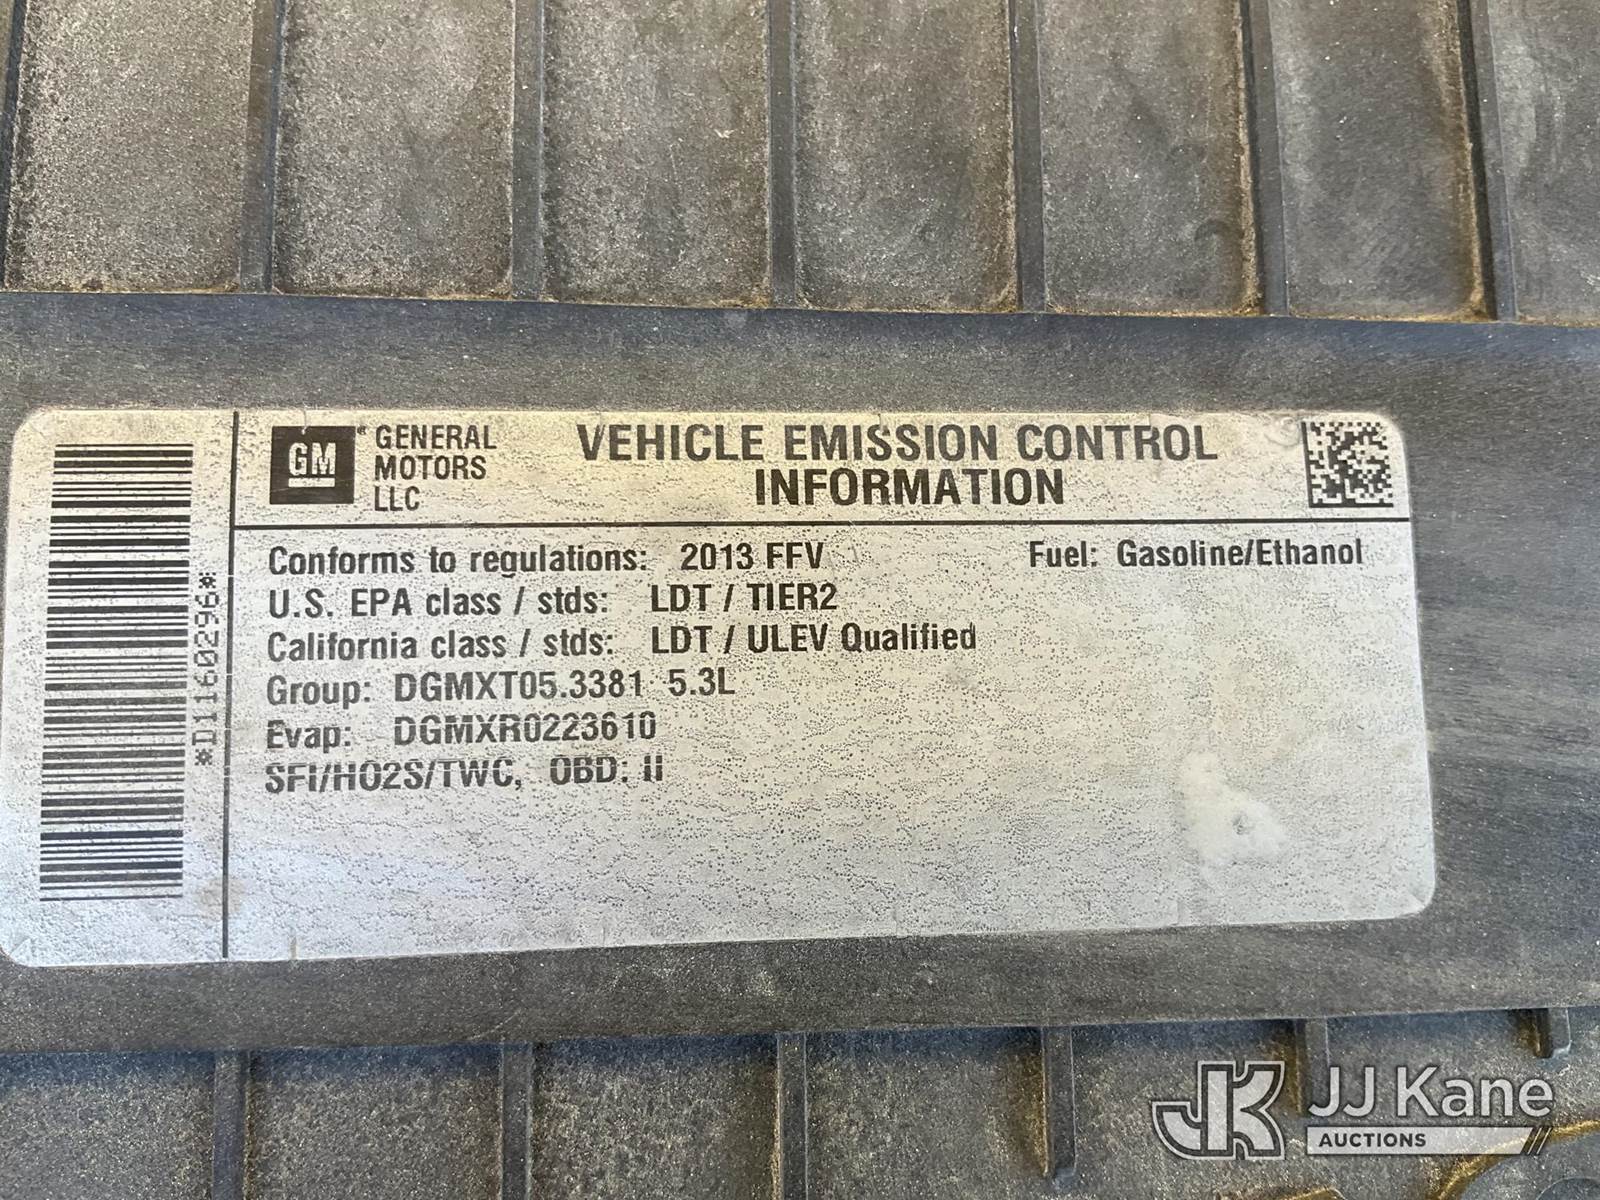 *D11602966*
GM
GENERAL
MOTORS
LLC
VEHICLE EMISSION CONTROL
INFORMATION
Conforms to regulations: 2013 FFV Fuel: Gasoline/Ethanol
U.S. EPA class / stds: LDT / TIER2
California class / stds: LDT / ULEV Qualified
Group: DGMXT05.3381 5.3L
Evap: DGMXR0223610
SFI/HO2S/TWC, OBD: II
JK JJ Kane
AUCTIONS